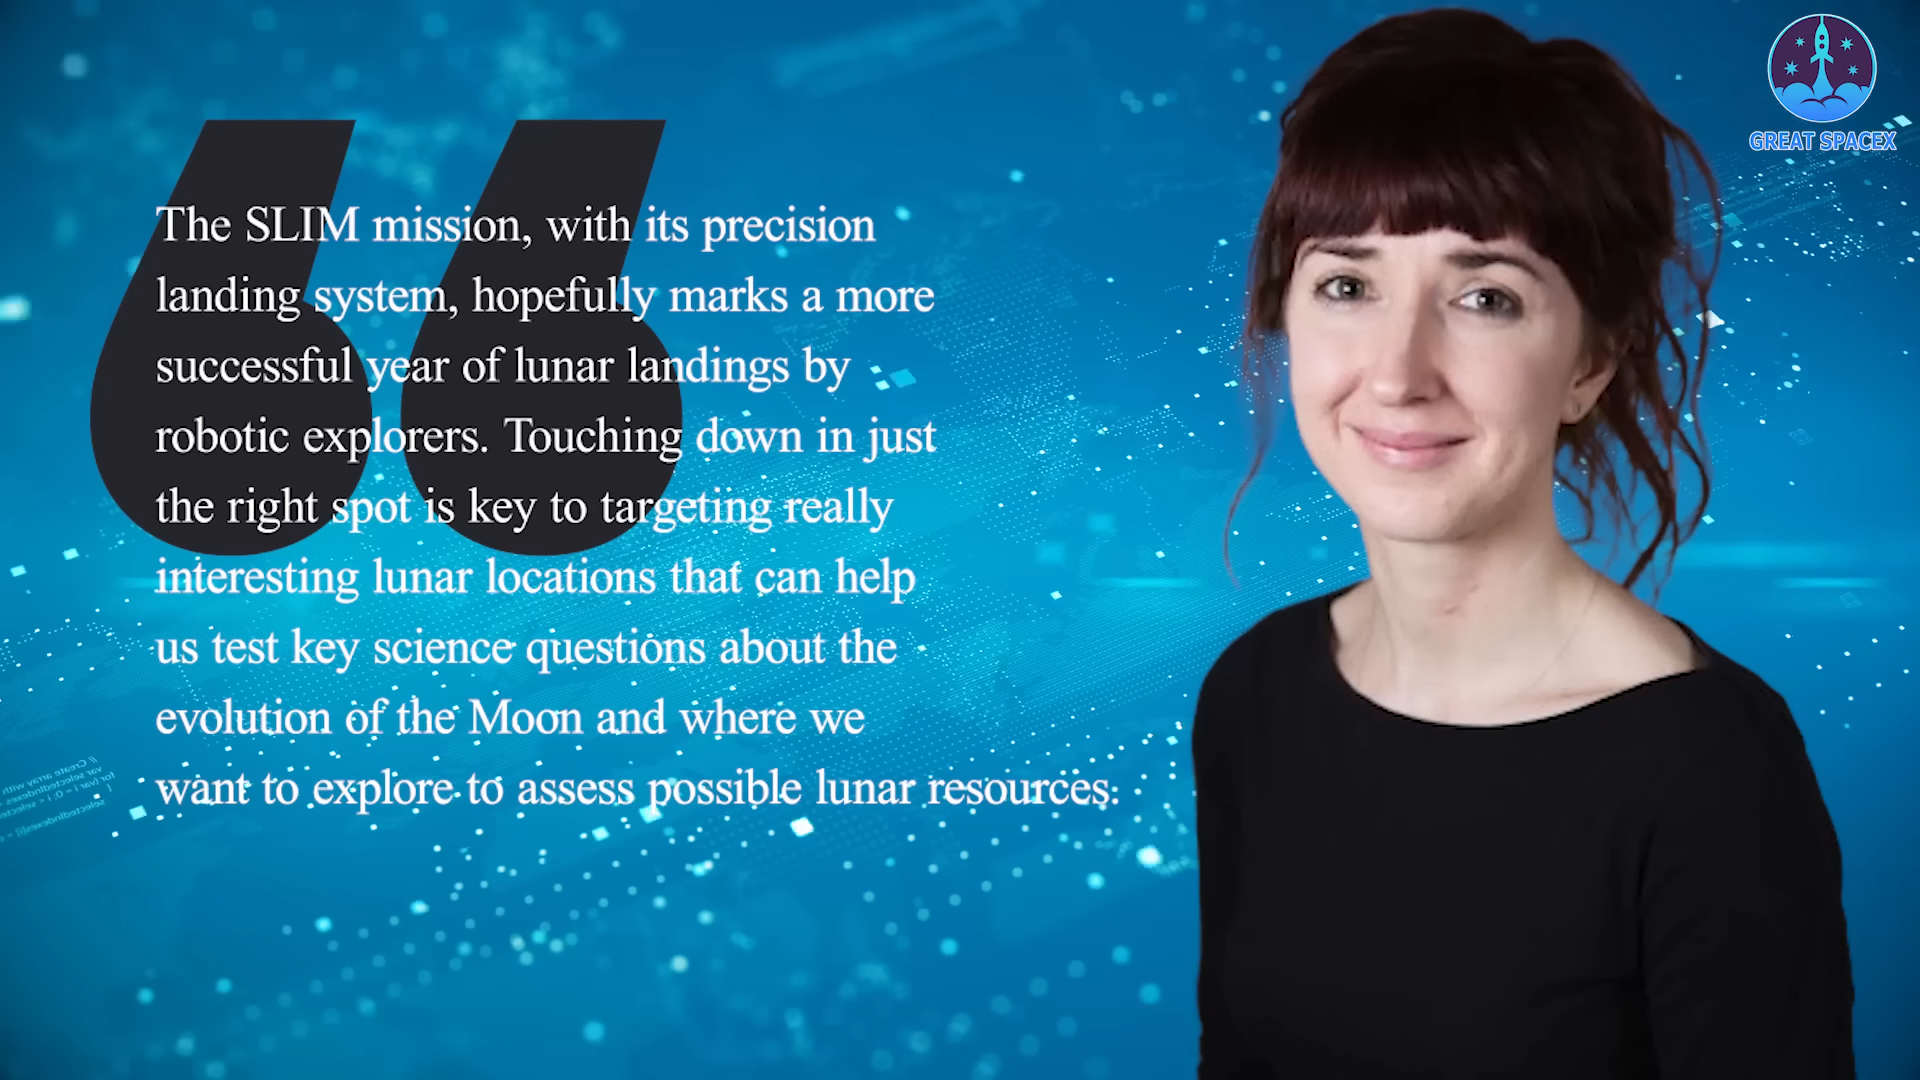 GREAT SPACEX
The SLIM mission, with its precision
landing system, hopefully marks a more
successful year of lunar landings by
robotic explorers. Touching down in just
the right spot is key to targeting really
interesting lunar locations that can help
us test key science questions about the
evolution of the Moon and where we
want to explore to assess possible lunar resources.